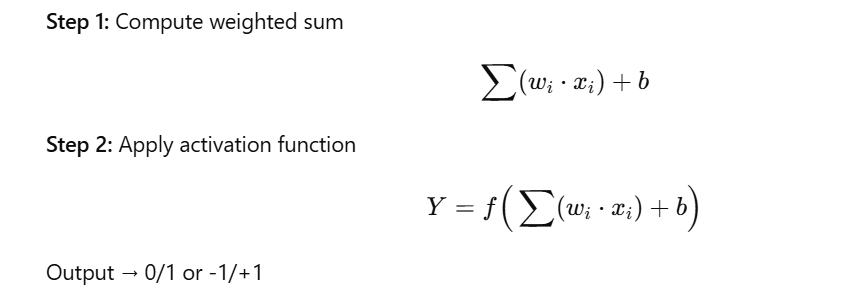 Step 1: Compute weighted sum
∑(wᵢ · xᵢ) + b
Step 2: Apply activation function
Y = f(∑(wᵢ · xᵢ) + b)
Output → 0/1 or -1/+1